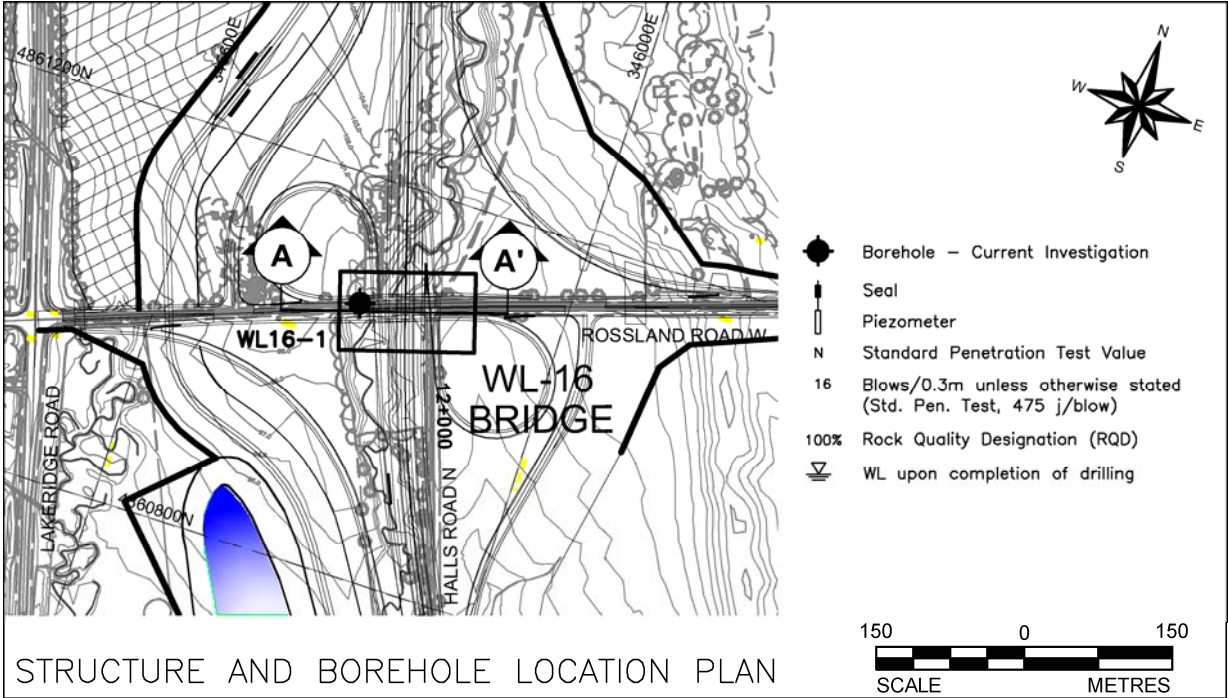 4861200N
346000E
N
W
E
S
A
A'
Borehole – Current Investigation
Seal
Piezometer
N Standard Penetration Test Value
16 Blows/0.3m unless otherwise stated
(Std. Pen. Test, 475 j/blow)
100% Rock Quality Designation (RQD)
WL upon completion of drilling
WL16-1
ROSSLAND ROAD W
WL-16
BRIDGE
12+000
LAKERIDGE ROAD
HALLS ROAD N
4860800N
STRUCTURE AND BOREHOLE LOCATION PLAN
150 0 150
SCALE METRES